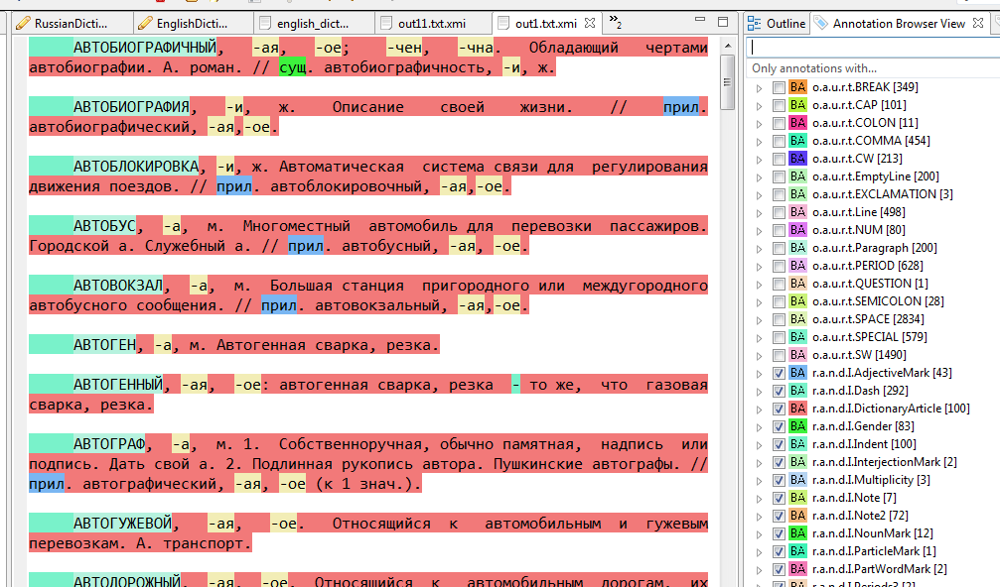 RussianDicti...
EnglishDicti...
english_dict...
out11.txt.xmi
out1.txt.xmi
»2
Outline
Annotation Browser View
АВТОБИОГРАФИЧНЫЙ, -ая, -ое; -чен, -чна. Обладающий чертами
автобиографии. А. роман. // сущ. автобиографичность, -и, ж.
АВТОБИОГРАФИЯ, -и, ж. Описание своей жизни. // прил.
автобиографический, -ая,-ое.
АВТОБЛОКИРОВКА, -и, ж. Автоматическая система связи для регулирования
движения поездов. // прил. автоблокировочный, -ая,-ое.
АВТОБУС, -а, м. Многоместный автомобиль для перевозки пассажиров.
Городской а. Служебный а. // прил. автобусный, -ая, -ое.
АВТОВОКЗАЛ, -а, м. Большая станция пригородного или междугородного
автобусного сообщения. // прил. автовокзальный, -ая,-ое.
АВТОГЕН, -а, м. Автогенная сварка, резка.
АВТОГЕННЫЙ, -ая, -ое: автогенная сварка, резка - то же, что газовая
сварка, резка.
АВТОГРАФ, -а, м. 1. Собственноручная, обычно памятная, надпись или
подпись. Дать свой а. 2. Подлинная рукопись автора. Пушкинские автографы. //
прил. автографический, -ая, -ое (к 1 знач.).
АВТОГУЖЕВОЙ, -ая, -ое. Относящийся к автомобильным и гужевым
перевозкам. А. транспорт.
АВТОДОРОЖНЫЙ, -ая, -ое. Относящийся к автомобильным дорогам, их
Only annotations with...
BA o.a.u.r.t.BREAK [349]
BA o.a.u.r.t.CAP [101]
BA o.a.u.r.t.COLON [11]
BA o.a.u.r.t.COMMA [454]
BA o.a.u.r.t.CW [213]
BA o.a.u.r.t.EmptyLine [200]
BA o.a.u.r.t.EXCLAMATION [3]
BA o.a.u.r.t.Line [498]
BA o.a.u.r.t.NUM [80]
BA o.a.u.r.t.Paragraph [200]
BA o.a.u.r.t.PERIOD [628]
BA o.a.u.r.t.QUESTION [1]
BA o.a.u.r.t.SEMICOLON [28]
BA o.a.u.r.t.SPACE [2834]
BA o.a.u.r.t.SPECIAL [579]
BA o.a.u.r.t.SW [1490]
BA r.a.n.d.I.AdjectiveMark [43]
BA r.a.n.d.I.Dash [292]
BA r.a.n.d.I.DictionaryArticle [100]
BA r.a.n.d.I.Gender [83]
BA r.a.n.d.I.Indent [100]
BA r.a.n.d.I.InterjectionMark [2]
BA r.a.n.d.I.Multiplicity [3]
BA r.a.n.d.I.Note [7]
BA r.a.n.d.I.Note2 [72]
BA r.a.n.d.I.NounMark [12]
BA r.a.n.d.I.ParticleMark [1]
BA r.a.n.d.I.PartWordMark [2]
BA r.a.n.d.I.Periods3 [2]